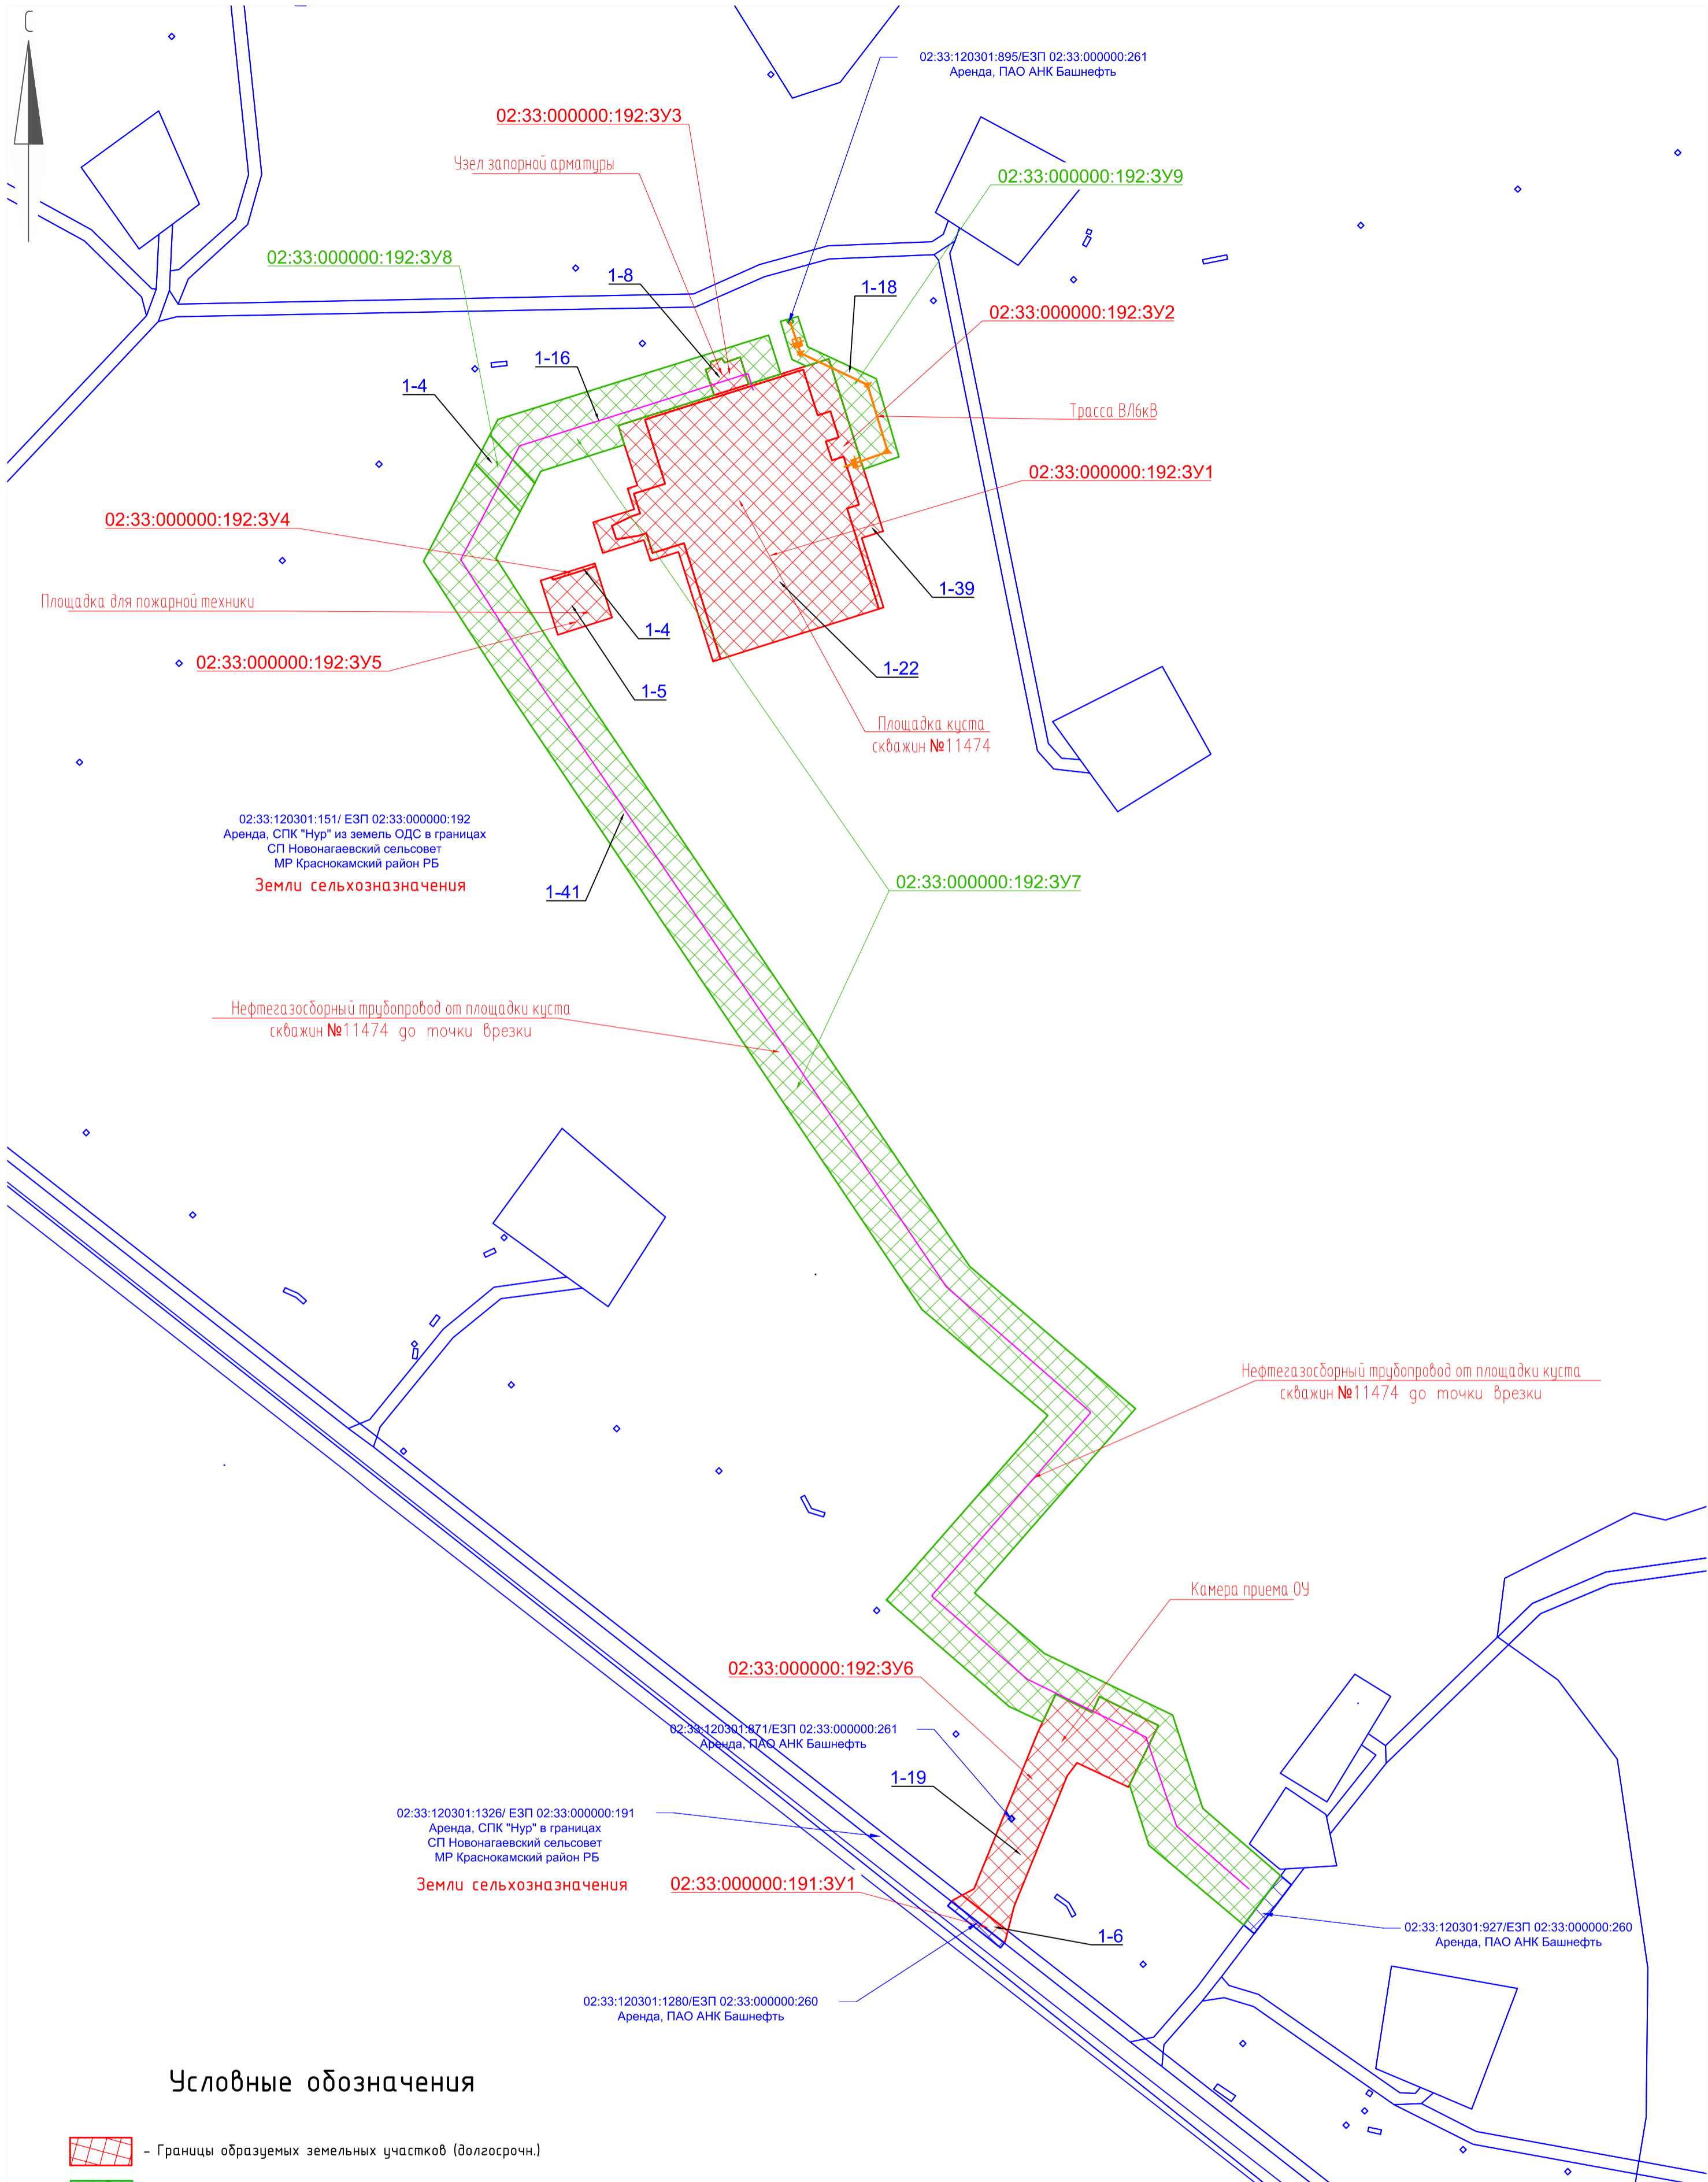 С
02:33:120301:895/ЕЗП 02:33:000000:261
Аренда, ПАО АНК Башнефть
02:33:000000:192:ЗУ3
Узел запорной арматуры
02:33:000000:192:ЗУ9
02:33:000000:192:ЗУ8
1-8
1-18
02:33:000000:192:ЗУ2
1-16
1-4
Трасса ВЛ6кВ
02:33:000000:192:ЗУ1
02:33:000000:192:ЗУ4
1-39
Площадка для пожарной техники
1-4
02:33:000000:192:ЗУ5
1-22
1-5
Площадка куста
скважин №11474
02:33:120301:151/ ЕЗП 02:33:000000:192
Аренда, СПК "Нур" из земель ОДС в границах
СП Новонагаевский сельсовет
МР Краснокамский район РБ
Земли сельхозназначения
1-41
02:33:000000:192:ЗУ7
Нефтегазосборный трубопровод от площадки куста
скважин №11474 до точки врезки
Нефтегазосборный трубопровод от площадки куста
скважин №11474 до точки врезки
Камера приема ОУ
02:33:000000:192:ЗУ6
02:33:120301:871/ЕЗП 02:33:000000:261
Аренда, ПАО АНК Башнефть
1-19
02:33:120301:1326/ ЕЗП 02:33:000000:191
Аренда, СПК "Нур" в границах
СП Новонагаевский сельсовет
МР Краснокамский район РБ
Земли сельхозназначения
02:33:000000:191:ЗУ1
1-6
02:33:120301:927/ЕЗП 02:33:000000:260
Аренда, ПАО АНК Башнефть
02:33:120301:1280/ЕЗП 02:33:000000:260
Аренда, ПАО АНК Башнефть
Условные обозначения
- Границы образуемых земельных участков (долгосрочн.)